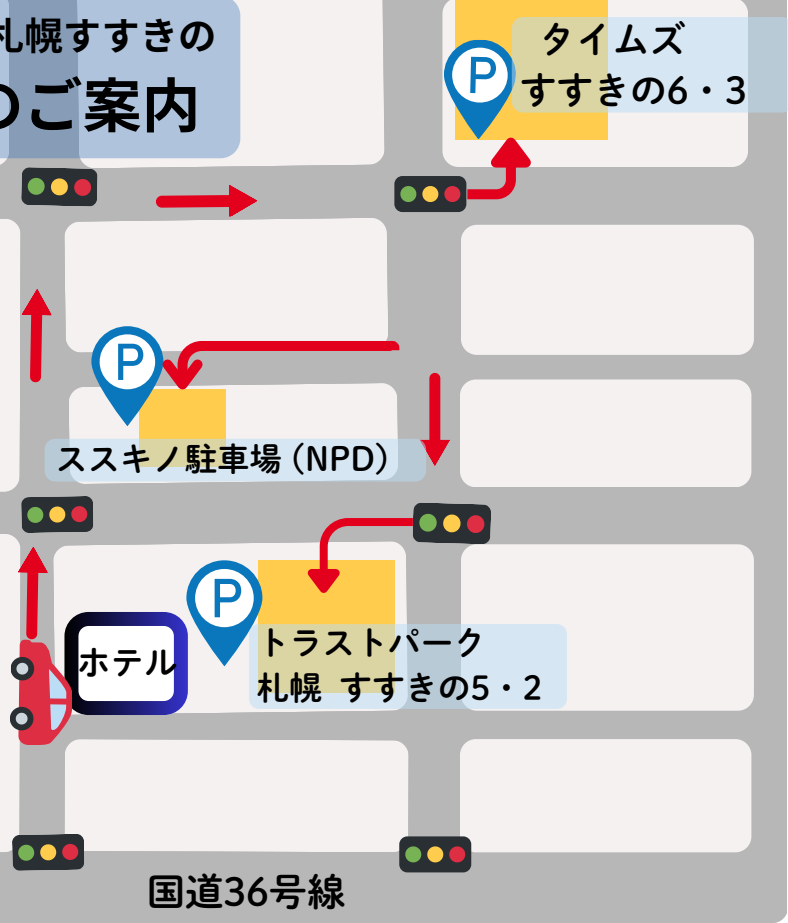 札幌すすきの
のご案内
P
タイムズ
すすきの6・3
P
ススキノ駐車場（NPD）
P
トラストパーク
札幌 すすきの5・2
ホテル
国道36号線